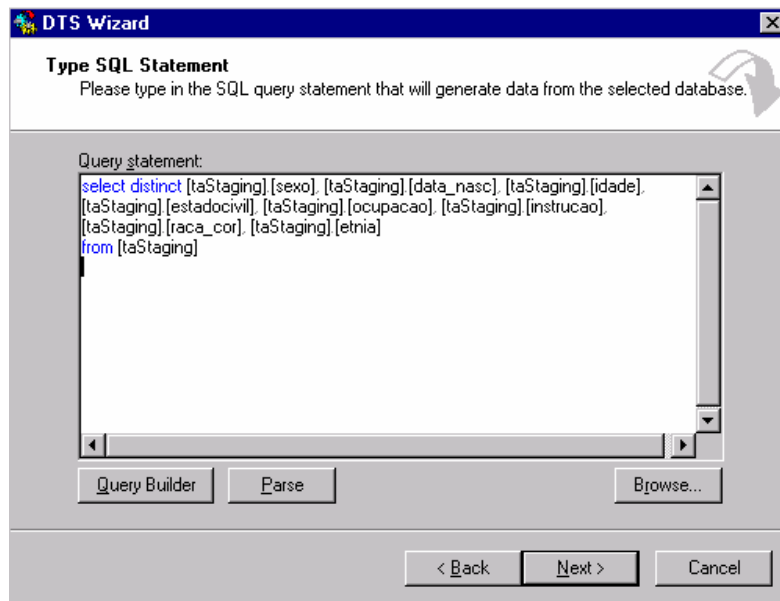 DTS Wizard
Type SQL Statement
Please type in the SQL query statement that will generate data from the selected database.
Query statement:
select distinct [taStaging].[sexo], [taStaging].[data_nasc], [taStaging].[idade],
[taStaging].[estadocivil], [taStaging].[ocupacao], [taStaging].[instrucao],
[taStaging].[raca_cor], [taStaging].[etnia]
from [taStaging]
Query Builder
Parse
Browse...
< Back
Next >
Cancel